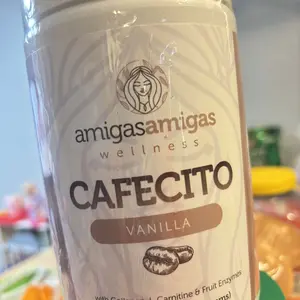 amigasamigas
wellness
CAFECITO
VANILLA
L Carnitine & Fruit Enzymes